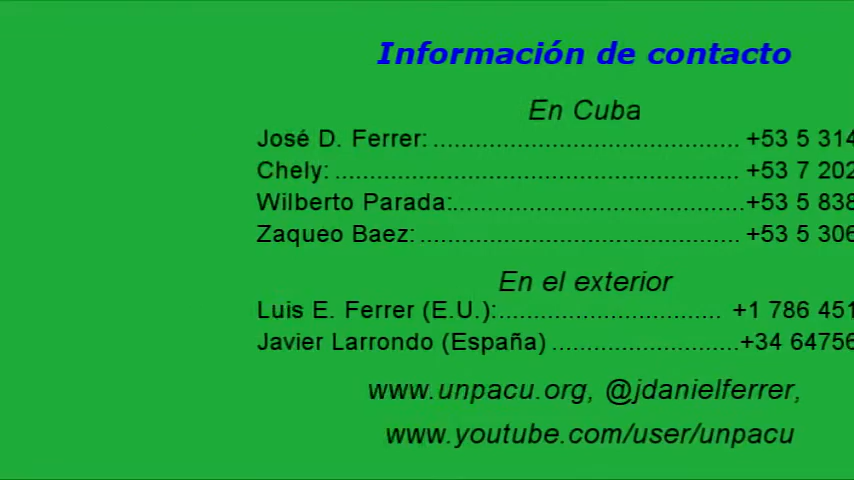 Información de contacto
En Cuba
José D. Ferrer: ................................................ +53 5 314
Chely: ............................................................... +53 7 202
Wilberto Parada:.............................................+53 5 838
Zaqueo Baez: .................................................. +53 5 306
En el exterior
Luis E. Ferrer (E.U.):.................................... +1 786 451
Javier Larrondo (España) ..............................+34 64756
www.unpacu.org, @jdanielferrer,
www.youtube.com/user/unpacu